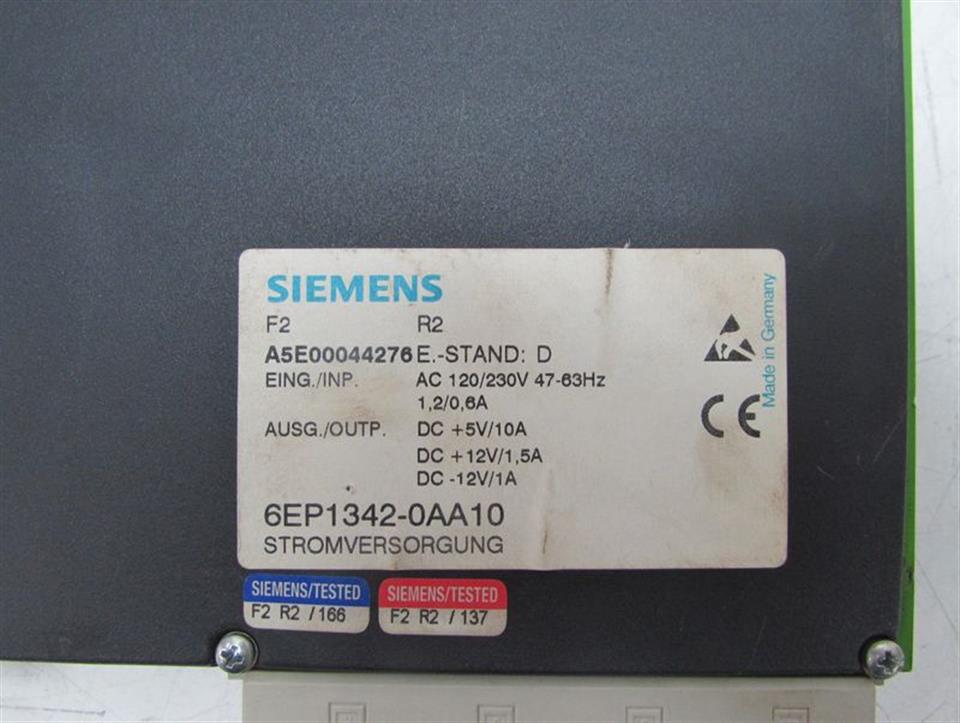 SIEMENS
F2 R2
A5E00044276 E.-STAND: D
EING./INP. AC 120/230V 47-63Hz
1,2/0,6A
AUSG./OUTP. DC +5V/10A
DC +12V/1,5A
DC -12V/1A
6EP1342-0AA10
STROMVERSORGUNG
CE
Made in Germany
SIEMENS/TESTED
F2 R2 / 166
SIEMENS/TESTED
F2 R2 / 137